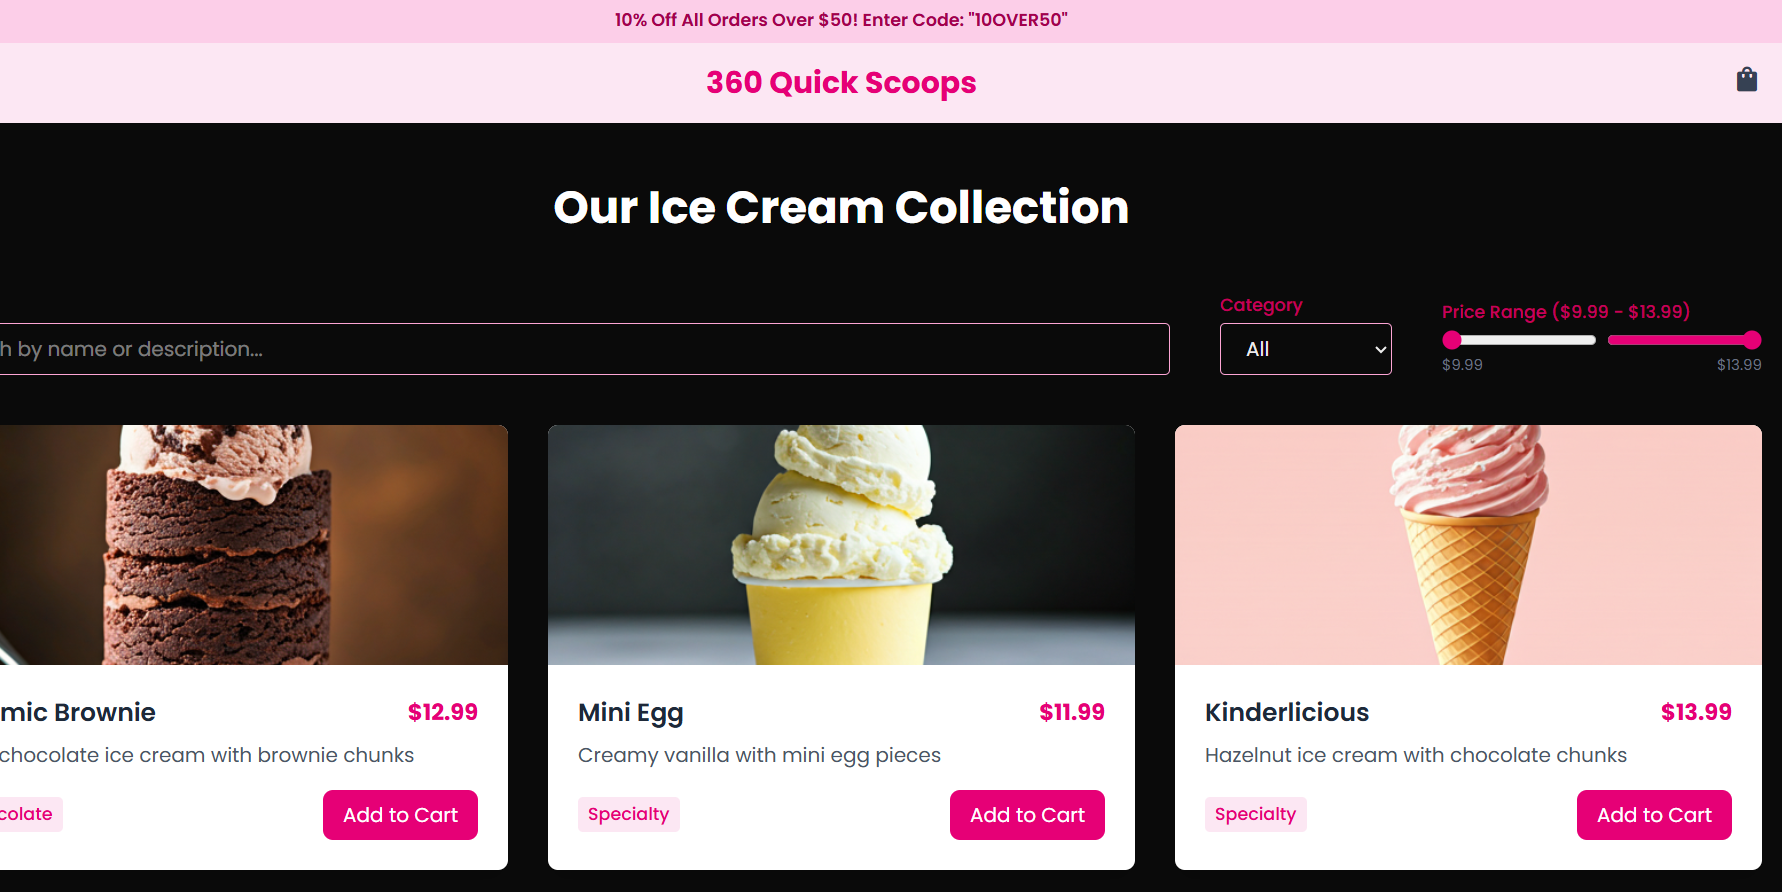 10% Off All Orders Over $50! Enter Code: "10OVER50"
360 Quick Scoops
Our Ice Cream Collection
h by name or description...
Category
All
Price Range ($9.99 - $13.99)
$9.99
$13.99
mic Brownie
$12.99
chocolate ice cream with brownie chunks
colate
Add to Cart
Mini Egg
$11.99
Creamy vanilla with mini egg pieces
Specialty
Add to Cart
Kinderlicious
$13.99
Hazelnut ice cream with chocolate chunks
Specialty
Add to Cart